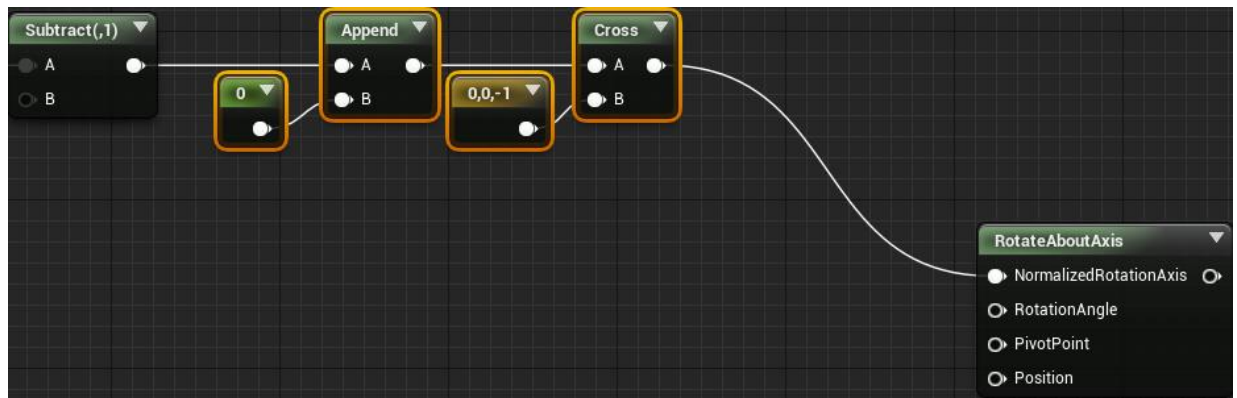 Subtract(,1)
A
B
0
Append
A
B
0,0,-1
Cross
A
B
RotateAboutAxis
NormalizedRotationAxis
RotationAngle
PivotPoint
Position